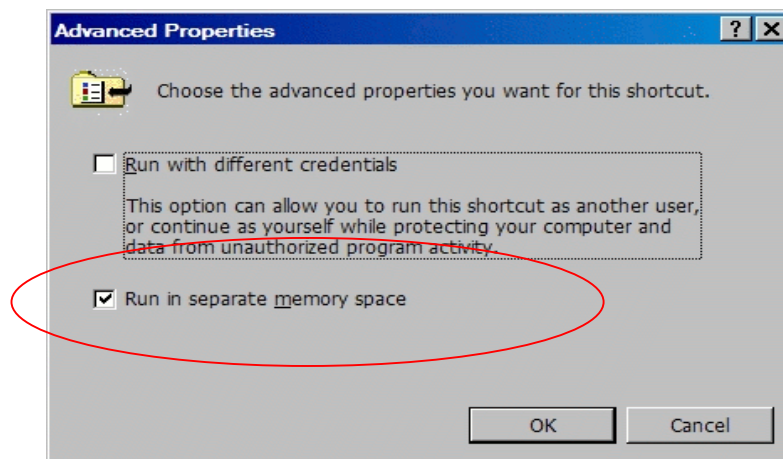 Advanced Properties
Choose the advanced properties you want for this shortcut.
Run with different credentials
This option can allow you to run this shortcut as another user,
or continue as yourself while protecting your computer and
data from unauthorized program activity.
Run in separate memory space
OK Cancel